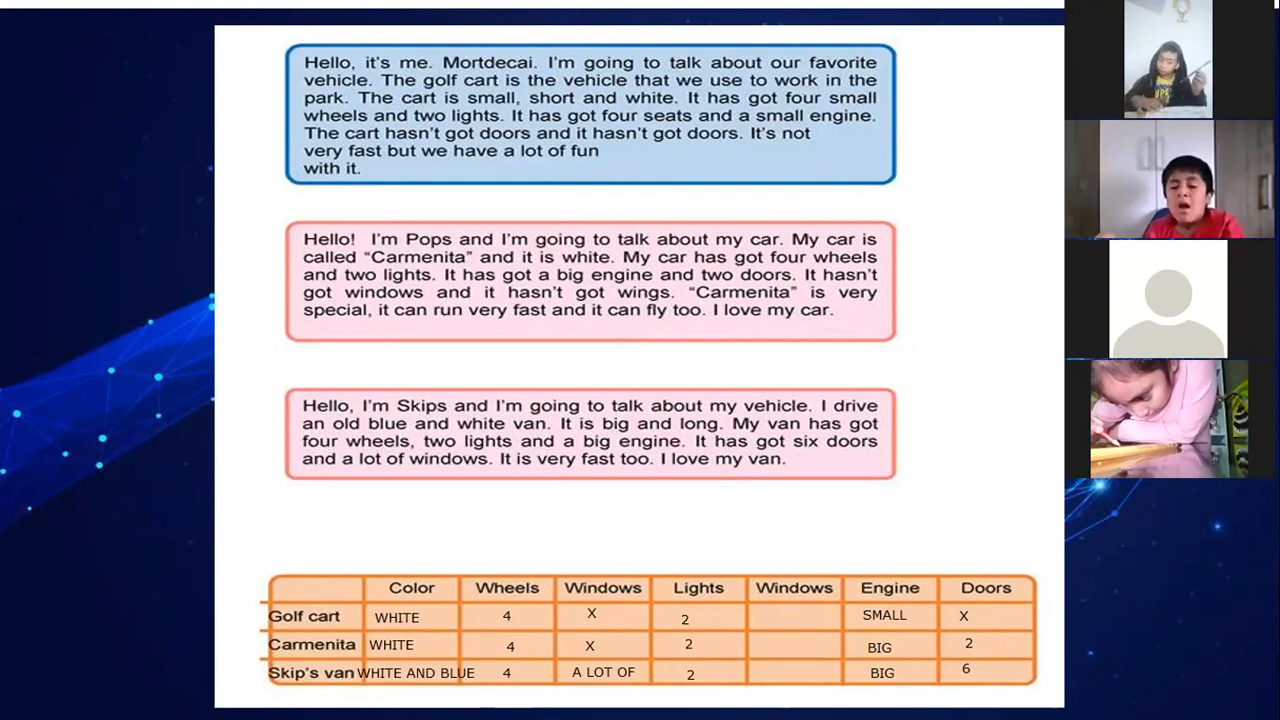 Hello, it's me. Mortdecai. I'm going to talk about our favorite
vehicle. The golf cart is the vehicle that we use to work in the
park. The cart is small, short and white. It has got four small
wheels and two lights. It has got four seats and a small engine.
The cart hasn't got doors and it hasn't got doors. It's not
very fast but we have a lot of fun
with it.
Hello! I'm Pops and I'm going to talk about my car. My car is
called “Carmenita” and it is white. My car has got four wheels
and two lights. It has got a big engine and two doors. It hasn't
got windows and it hasn't got wings. “Carmenita” is very
special, it can run very fast and it can fly too. I love my car.
Hello, I'm Skips and I'm going to talk about my vehicle. I drive
an old blue and white van. It is big and long. My van has got
four wheels, two lights and a big engine. It has got six doors
and a lot of windows. It is very fast too. I love my van.
Color Wheels Windows Lights Windows Engine Doors
Golf cart WHITE 4 X 2 SMALL X
Carmenita WHITE 4 X 2 BIG 2
Skip's van WHITE AND BLUE 4 A LOT OF 2 BIG 6